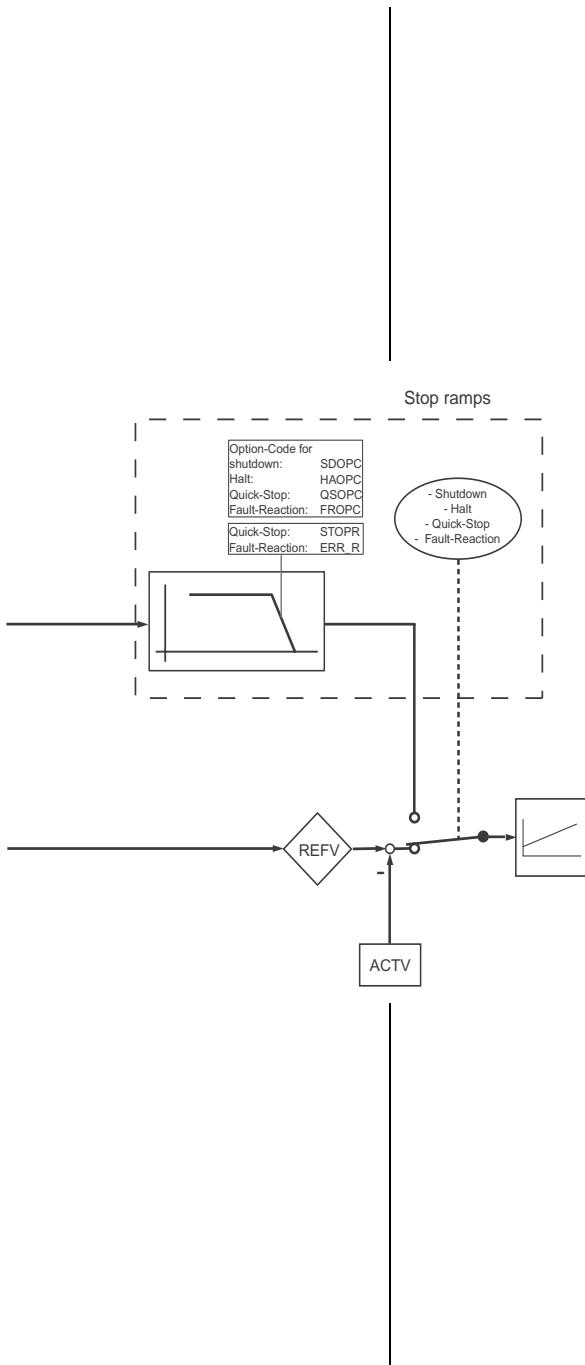 Stop ramps
Option-Code for
shutdown: SDOPC
Halt: HAOPC
Quick-Stop: QSOPC
Fault-Reaction: FROPC
Quick-Stop: STOPR
Fault-Reaction: ERR_R
- Shutdown
- Halt
- Quick-Stop
- Fault-Reaction
REFV
-
ACTV